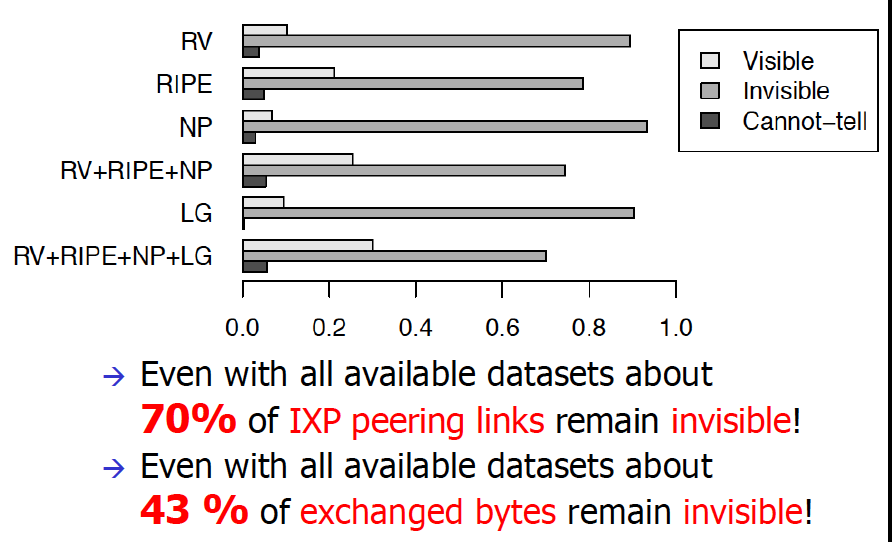 RV
RIPE
NP
RV+RIPE+NP
LG
RV+RIPE+NP+LG
Visible
Invisible
Cannot−tell
0.0 0.2 0.4 0.6 0.8 1.0
→ Even with all available datasets about
70% of IXP peering links remain invisible!
→ Even with all available datasets about
43 % of exchanged bytes remain invisible!